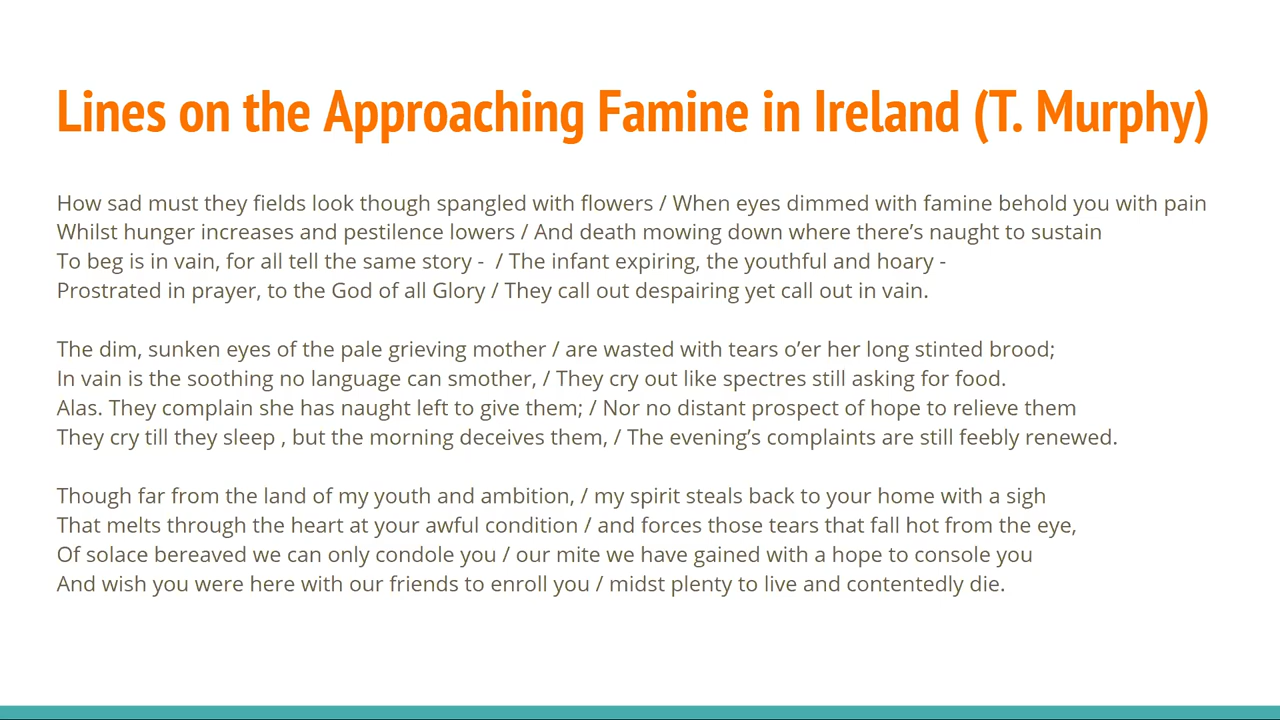 Lines on the Approaching Famine in Ireland (T. Murphy)
How sad must they fields look though spangled with flowers / When eyes dimmed with famine behold you with pain
Whilst hunger increases and pestilence lowers / And death mowing down where there’s naught to sustain
To beg is in vain, for all tell the same story -  / The infant expiring, the youthful and hoary -
Prostrated in prayer, to the God of all Glory / They call out despairing yet call out in vain.
The dim, sunken eyes of the pale grieving mother / are wasted with tears o’er her long stinted brood;
In vain is the soothing no language can smother, / They cry out like spectres still asking for food.
Alas. They complain she has naught left to give them; / Nor no distant prospect of hope to relieve them
They cry till they sleep , but the morning deceives them, / The evening’s complaints are still feebly renewed.
Though far from the land of my youth and ambition, / my spirit steals back to your home with a sigh
That melts through the heart at your awful condition / and forces those tears that fall hot from the eye,
Of solace bereaved we can only condole you / our mite we have gained with a hope to console you
And wish you were here with our friends to enroll you / midst plenty to live and contentedly die.